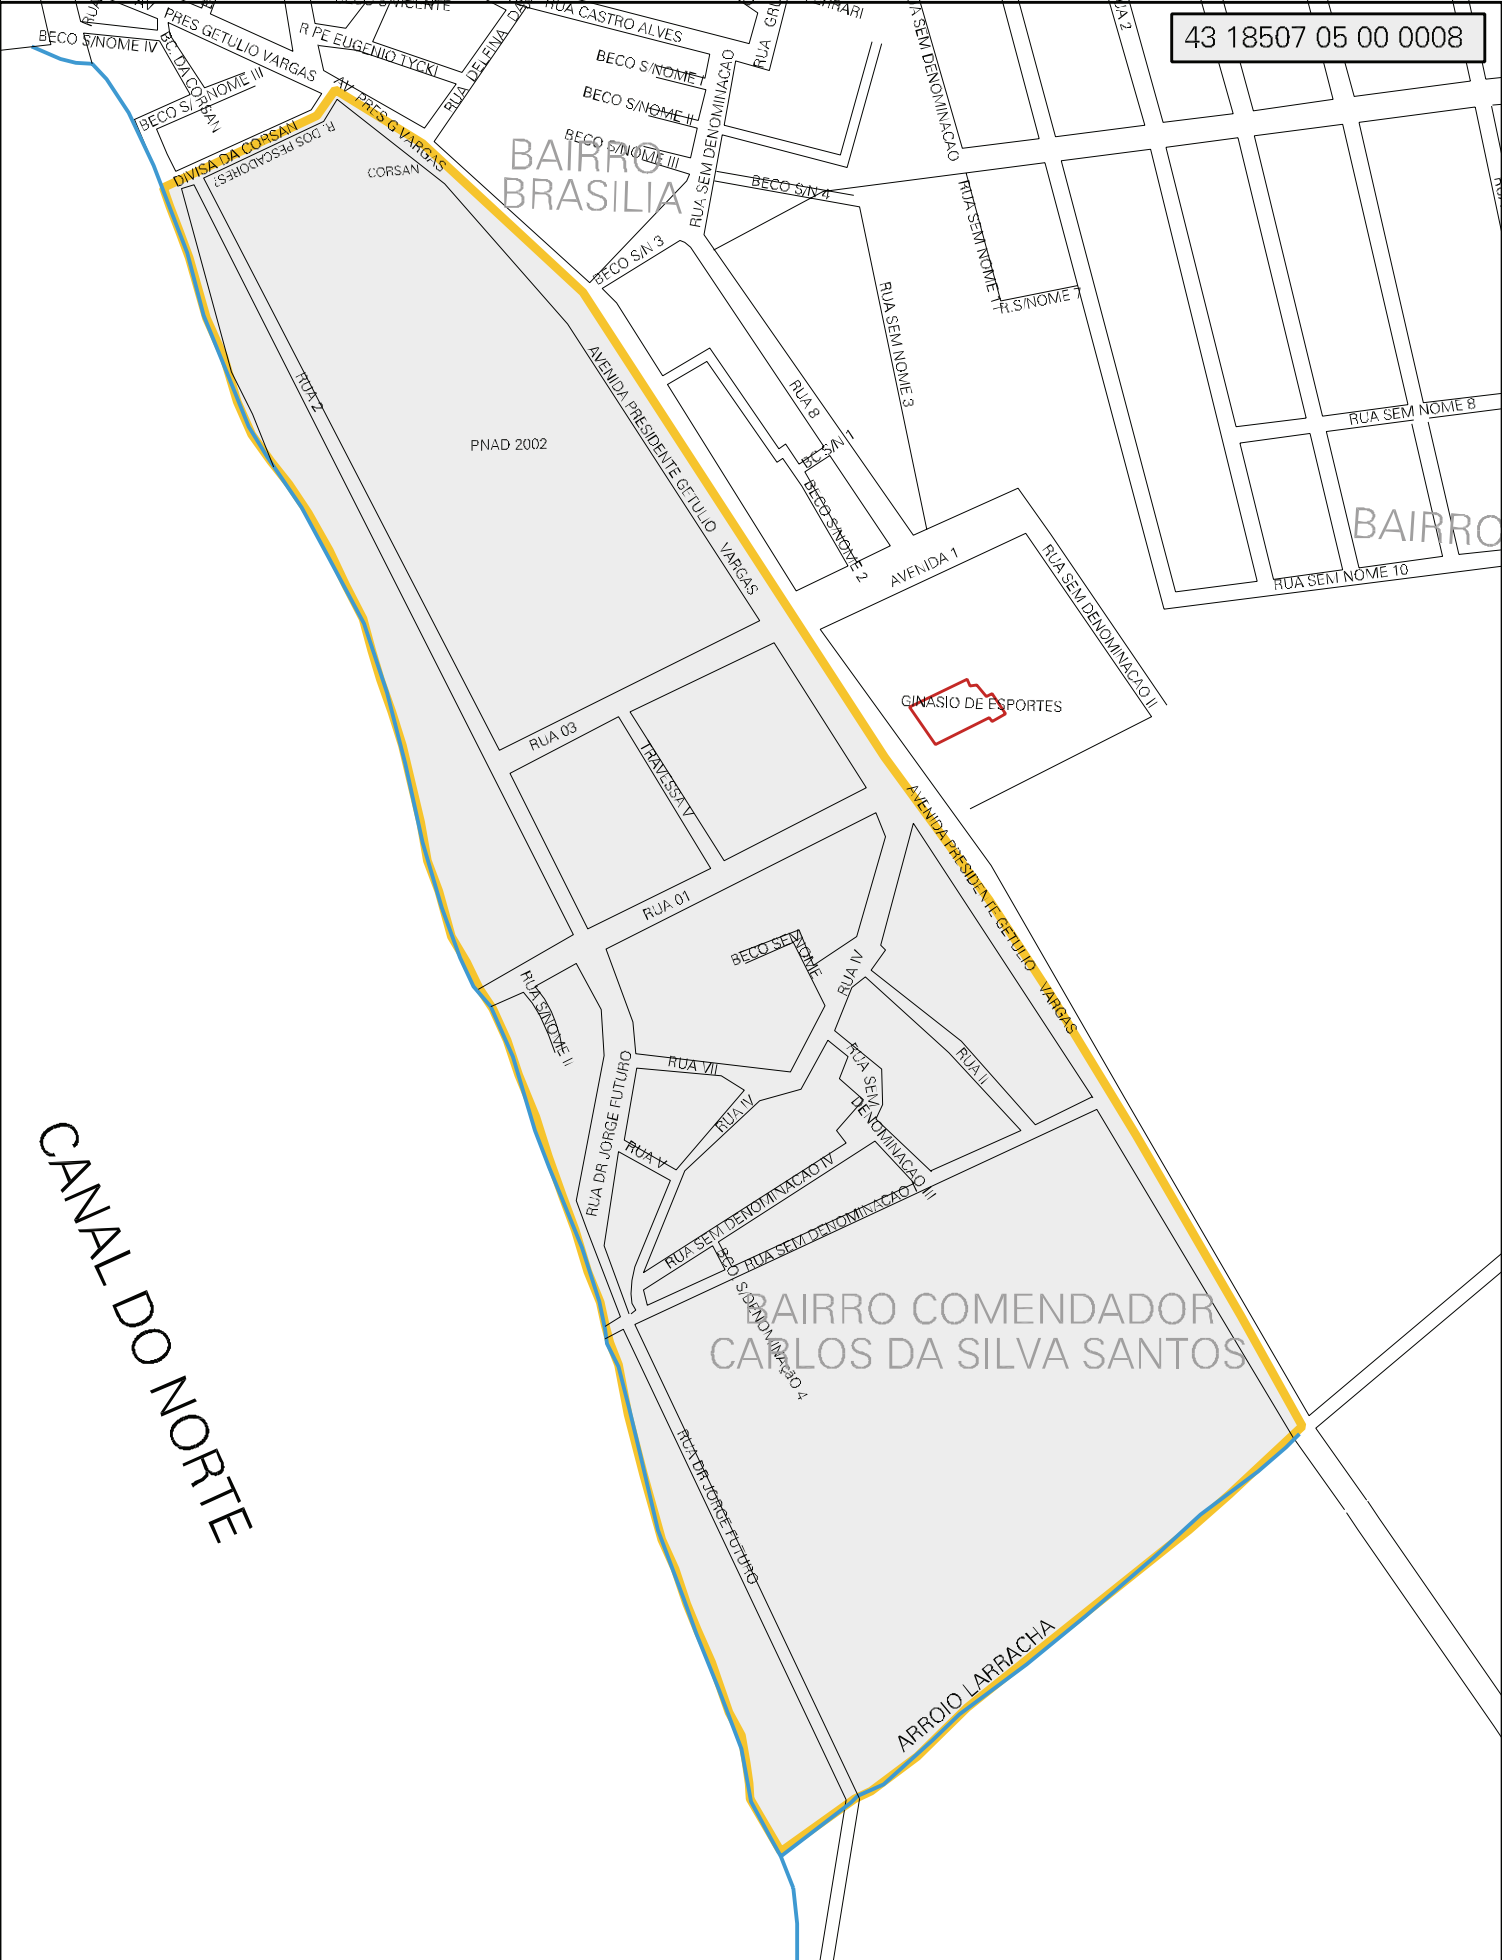 43 18507 05 00 0008
RUA CASTRO ALVES
BECO S/NOME IV
PRES GETULIO VARGAS
R PE EUGENIO TYCKI
BC. DA CORSAN
BECO S/NOME III
RUA DELFINA
BECO S/NOME I
BECO S/NOME II
BECO S/NOME III
RUA SEM DENOMINACAO
AV PRES G VARGAS
DIVISA DA CORSAN
R. DOS PESCADORES?
CORSAN
BAIRRO
BRASILIA
BECO S/N 4
BECO S/N 3
RUA SEM DENOMINACAO
RUA SEM NOME 1
R.S/NOME 7
RUA SEM NOME 3
RUA 8
RUA 2
PNAD 2002
AVENIDA PRESIDENTE GETULIO VARGAS
BC S/N 1
BECO S/NOME 2
RUA SEM NOME 8
BAIRRO
RUA SEM NOME 10
AVENIDA 1
RUA SEM DENOMINACAO II
GINASIO DE ESPORTES
RUA 03
TRAVESSA V
AVENIDA PRESIDENTE GETULIO VARGAS
RUA 01
BECO SEM NOME
RUA IV
RUA S/NOME II
RUA VII
RUA II
RUA DR JORGE FUTURO
RUA IV
RUA V
RUA SEM
DENOMINACAO III
RUA SEM DENOMINACAO IV
RUA SEM DENOMINACAO
BCO S/DENOMINAÇÃO 4
CANAL DO NORTE
BAIRRO COMENDADOR
CARLOS DA SILVA SANTOS
RUA DR JORGE FUTURO
ARROIO LARRACHA